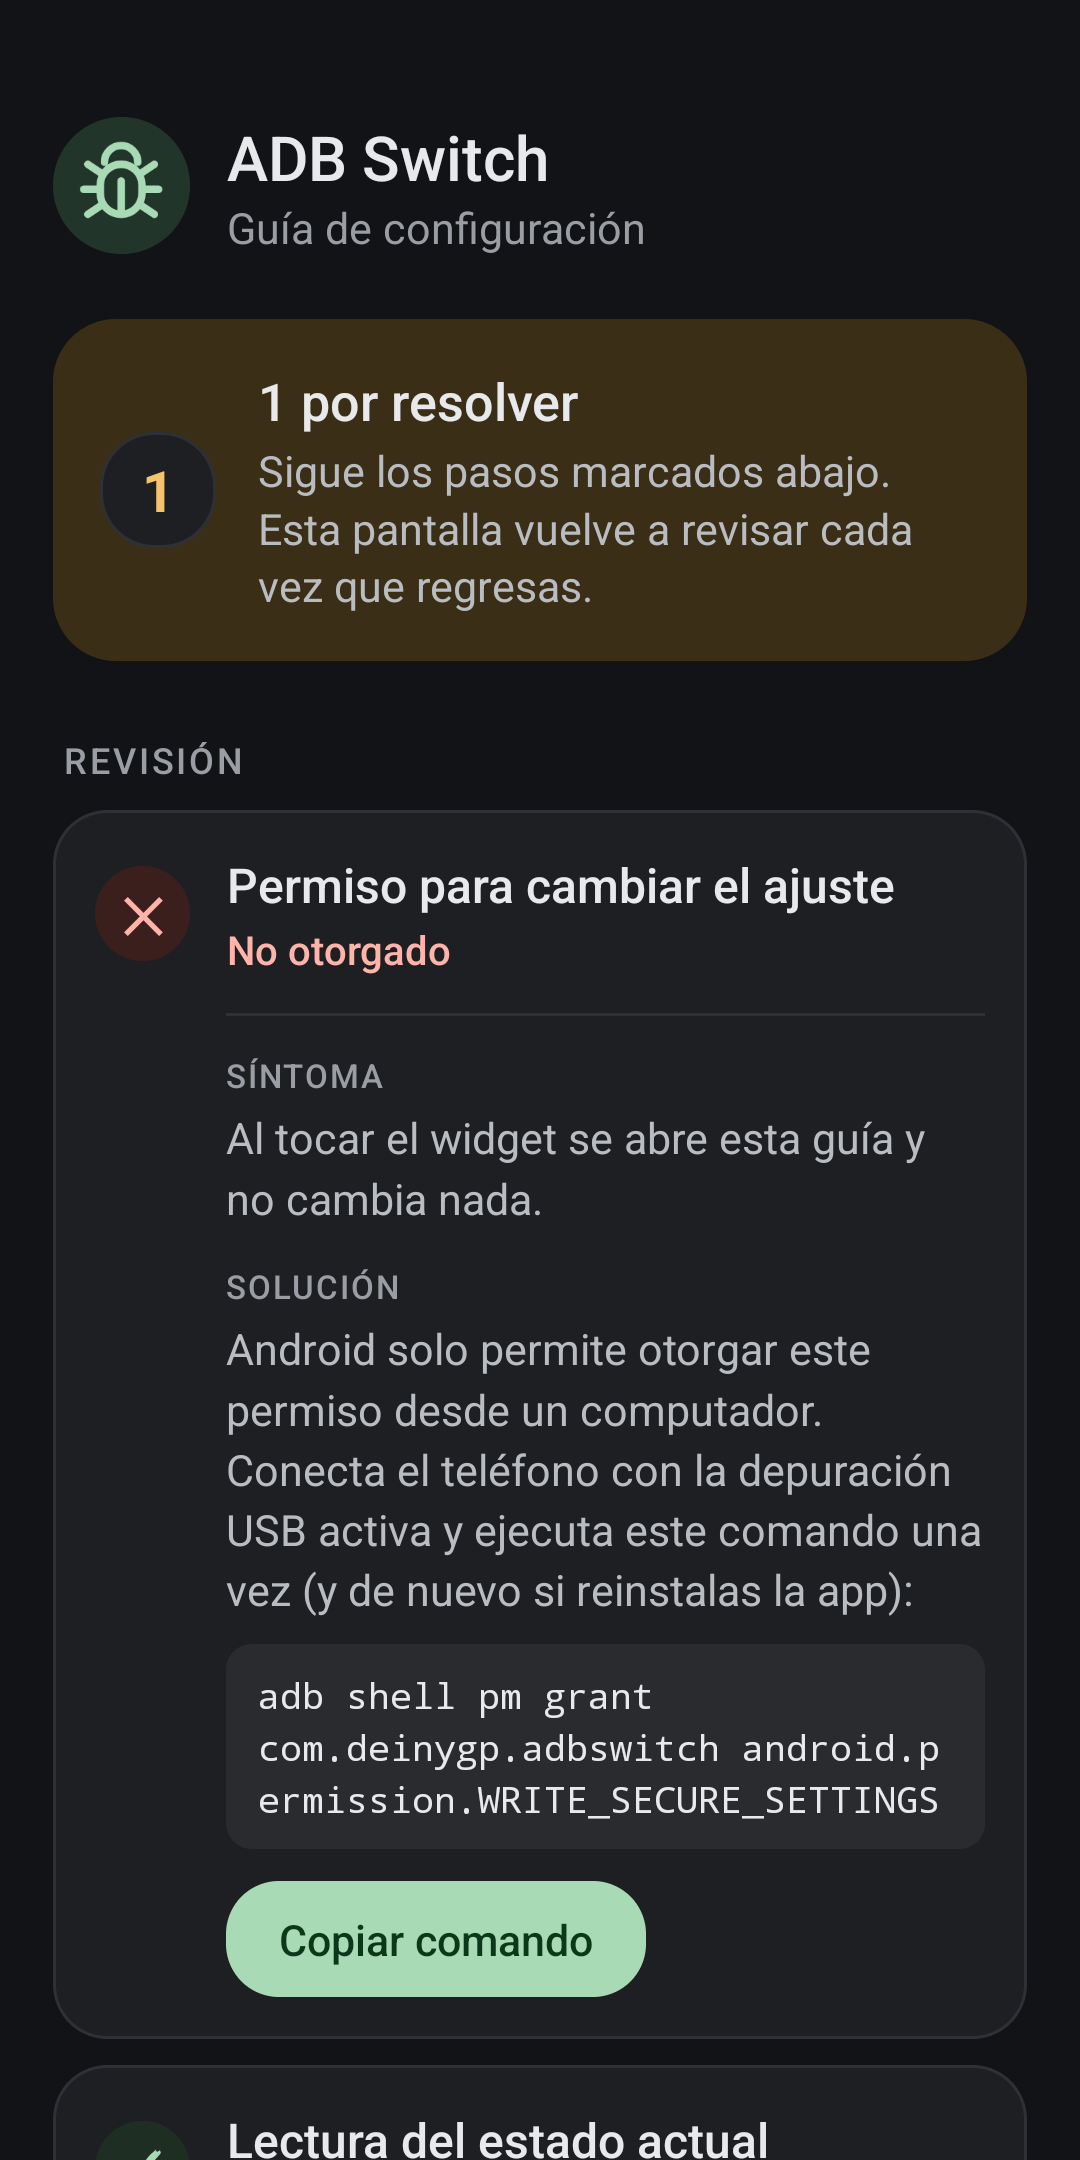 ADB Switch
Guía de configuración
1 por resolver
1
Sigue los pasos marcados abajo.
Esta pantalla vuelve a revisar cada
vez que regresas.
REVISIÓN
Permiso para cambiar el ajuste
No otorgado
SÍNTOMA
Al tocar el widget se abre esta guía y
no cambia nada.
SOLUCIÓN
Android solo permite otorgar este
permiso desde un computador.
Conecta el teléfono con la depuración
USB activa y ejecuta este comando una
vez (y de nuevo si reinstalas la app):
adb shell pm grant
com.deinygp.adbswitch android.p
ermission.WRITE_SECURE_SETTINGS
Copiar comando
Lectura del estado actual